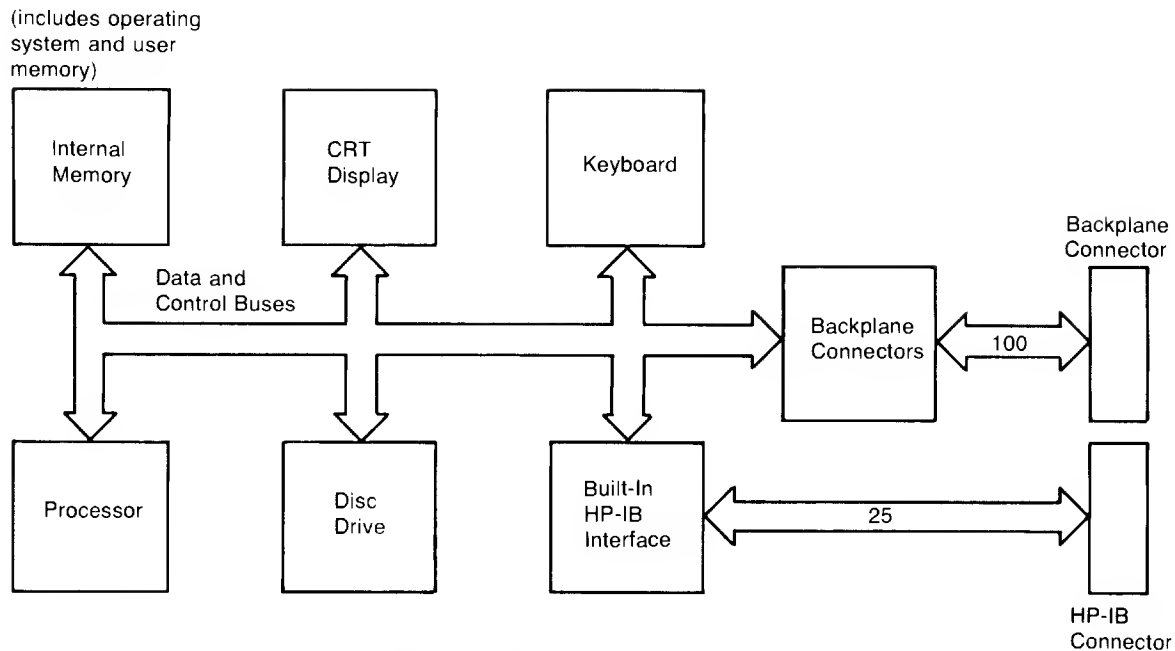 (includes operating
system and user
memory)
Internal
Memory
CRT
Display
Keyboard
Backplane
Connector
Data and
Control Buses
Backplane
Connectors
100
Processor
Disc
Drive
Built-In
HP-IB
Interface
25
HP-IB
Connector